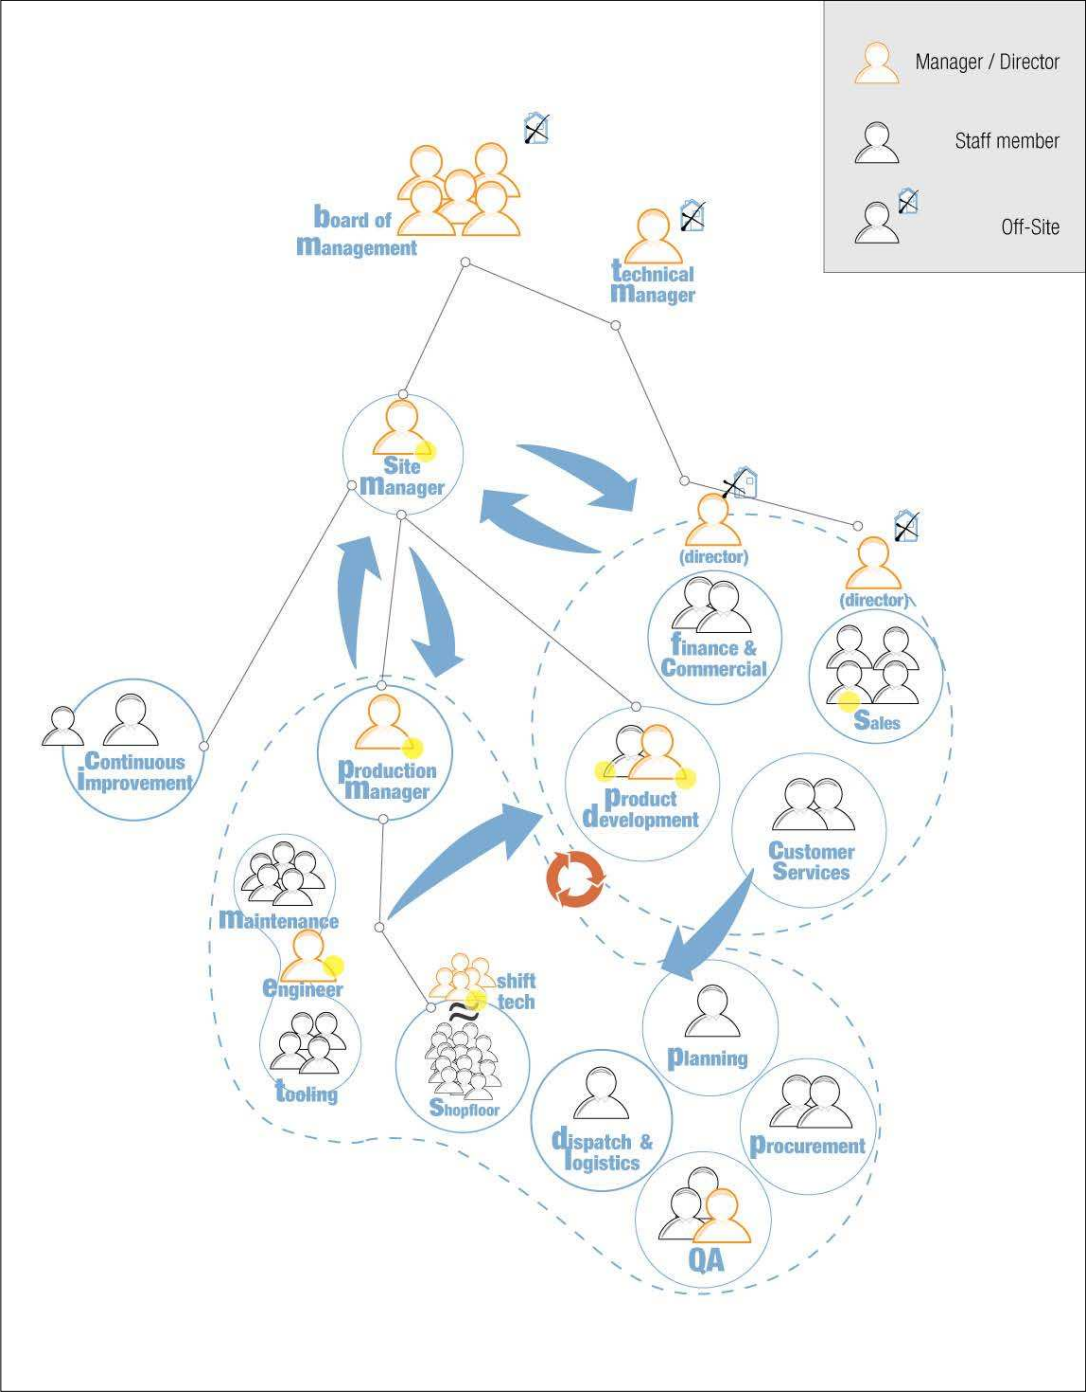 Manager / Director
Staff member
Off-Site
board of
management
technical
manager
Site
manager
(director)
finance &
Commercial
(director)
Sales
Continuous
improvement
production
manager
product
development
Customer
Services
maintenance
engineer
tooling
shift
tech
Shopfloor
planning
dispatch &
logistics
procurement
QA